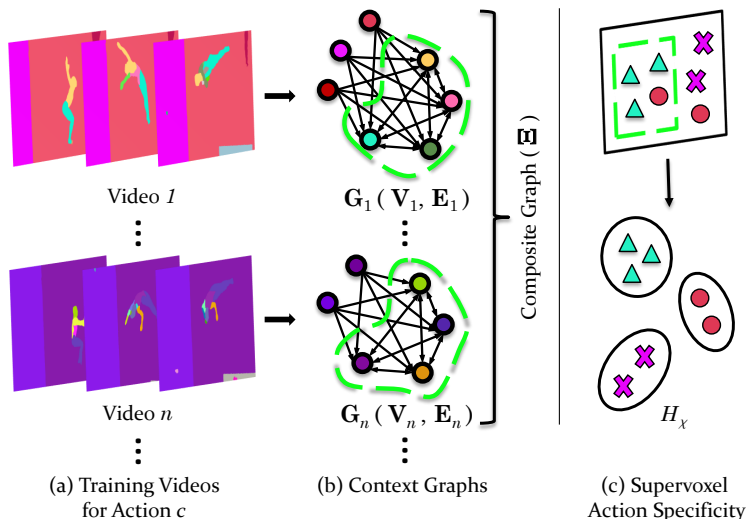 Video 1
G₁ ( V₁, E₁ )
Composite Graph ( Ξ )
Video n
Gₙ ( Vₙ, Eₙ )
H_χ
(a) Training Videos
for Action c
(b) Context Graphs
(c) Supervoxel
Action Specificity